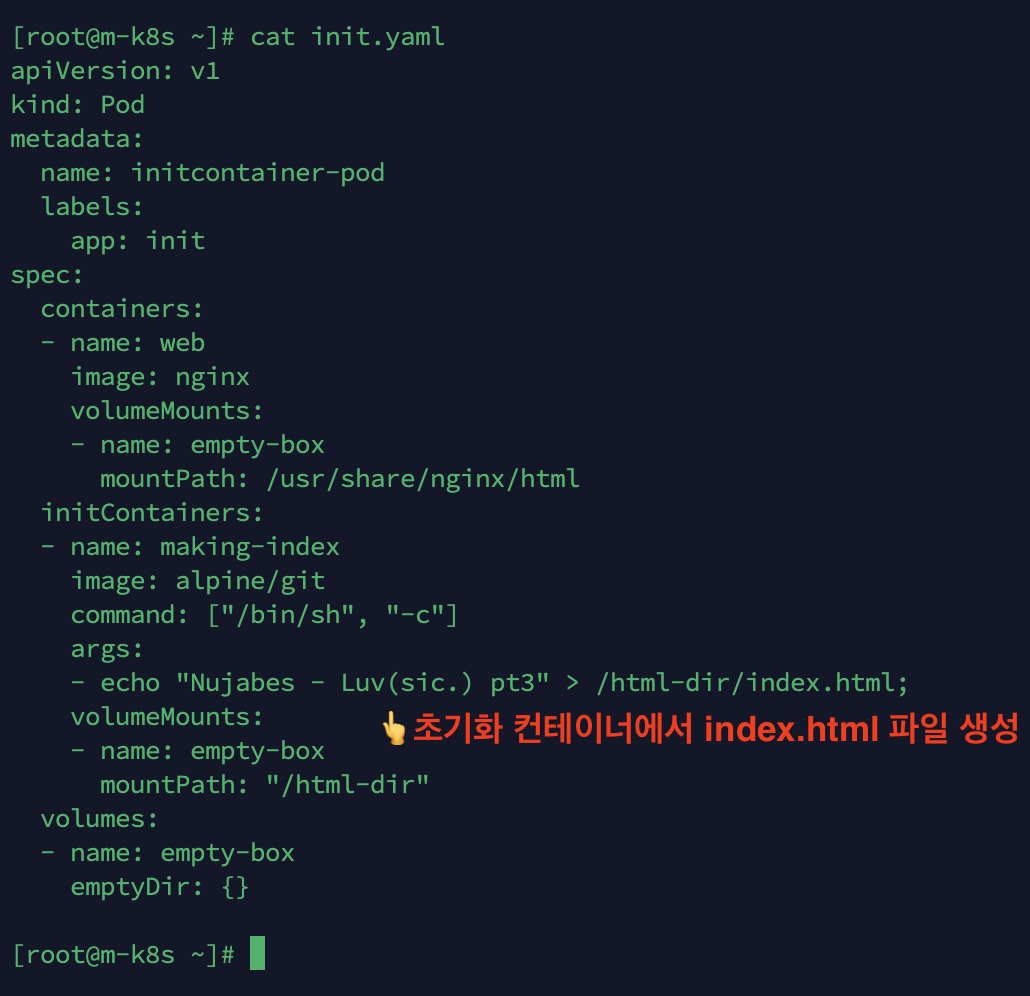 [root@m-k8s ~]# cat init.yaml
apiVersion: v1
kind: Pod
metadata:
  name: initcontainer-pod
  labels:
    app: init
spec:
  containers:
  - name: web
    image: nginx
    volumeMounts:
    - name: empty-box
      mountPath: /usr/share/nginx/html
  initContainers:
  - name: making-index
    image: alpine/git
    command: ["/bin/sh", "-c"]
    args:
    - echo "Nujabes - Luv(sic.) pt3" > /html-dir/index.html;
    volumeMounts:
👆초기화 컨테이너에서 index.html 파일 생성
    - name: empty-box
      mountPath: "/html-dir"
  volumes:
  - name: empty-box
    emptyDir: {}
[root@m-k8s ~]#